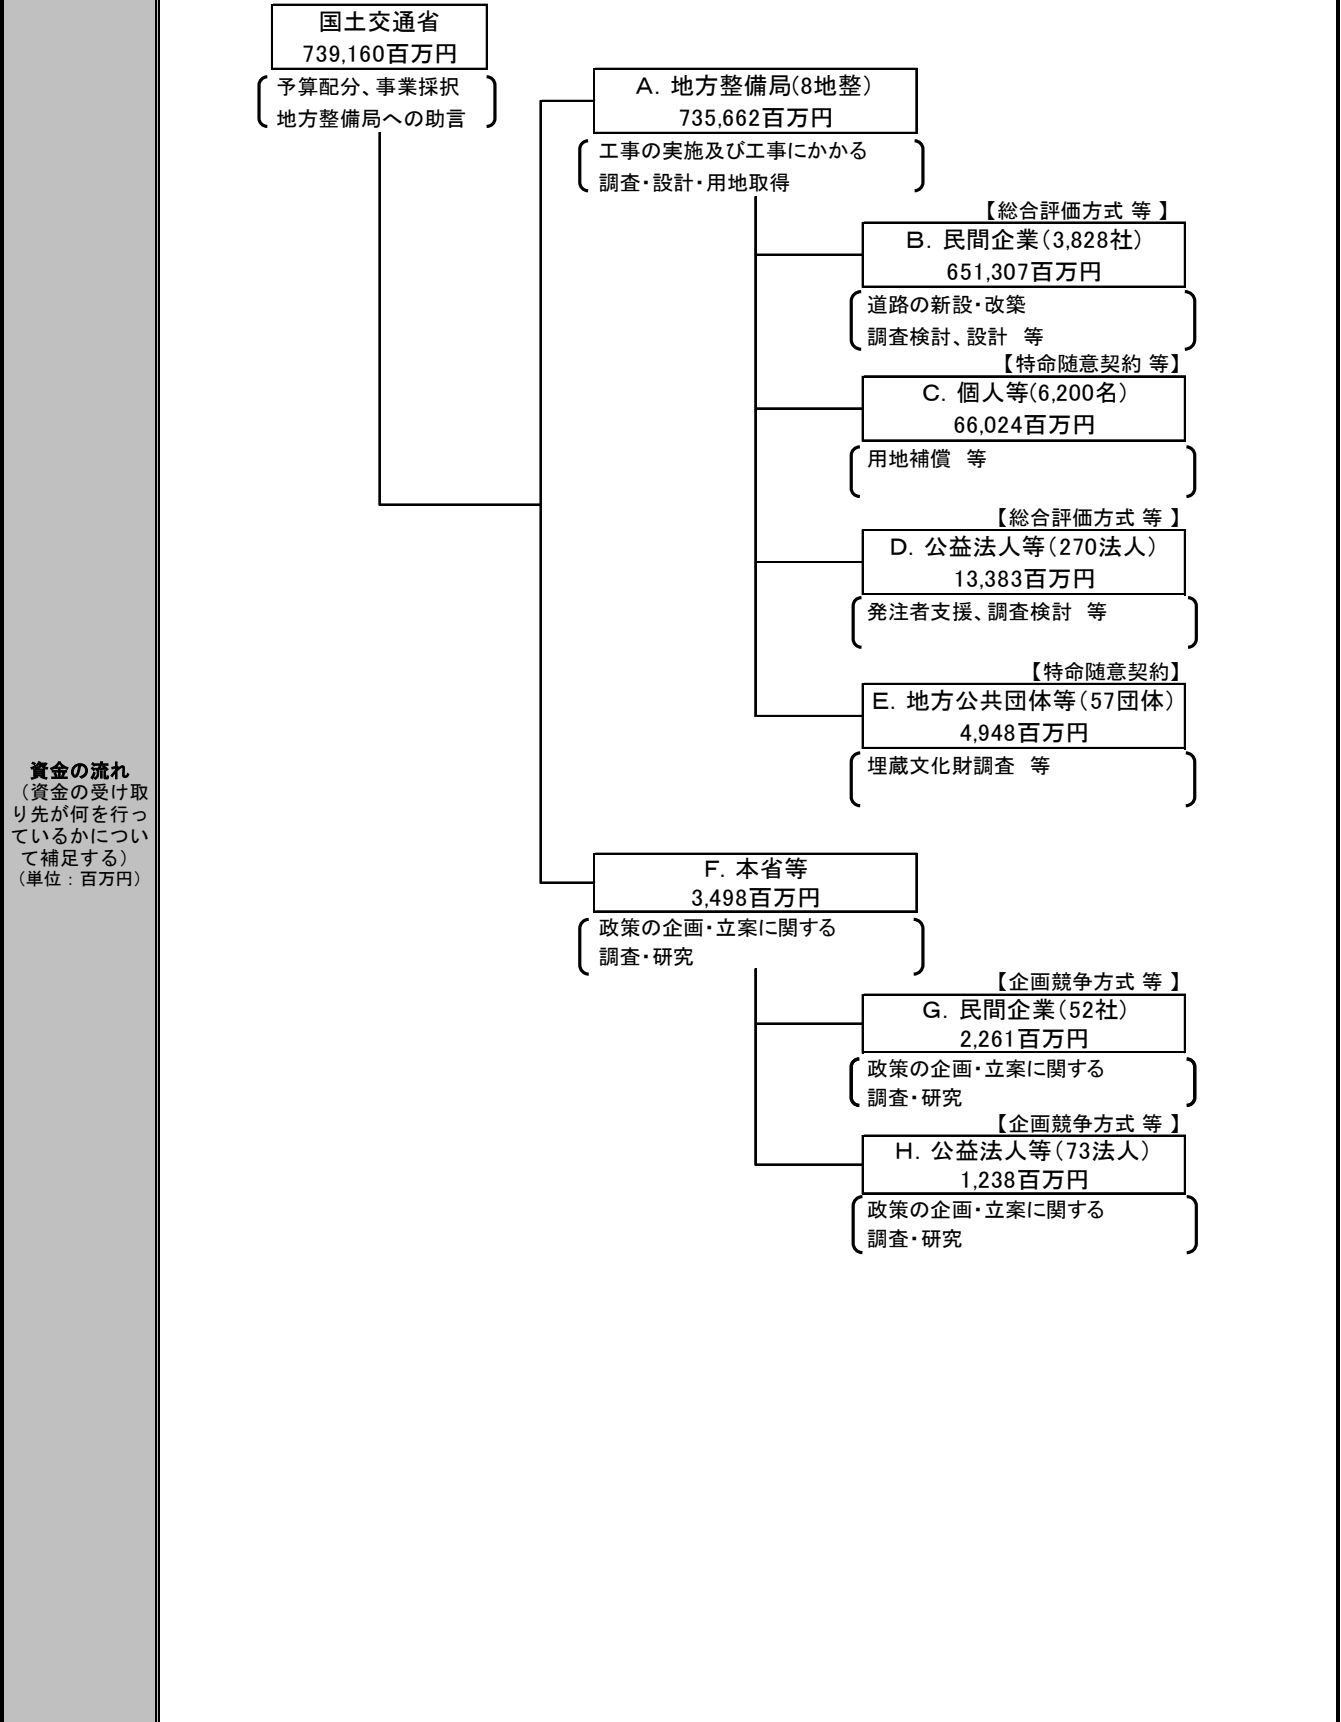 国土交通省
739,160百万円
予算配分、事業採択
地方整備局への助言
A．地方整備局(8地整)
735,662百万円
工事の実施及び工事にかかる
調査・設計・用地取得
【総合評価方式 等 】
B．民間企業(3,828社)
651,307百万円
道路の新設・改築
調査検討、設計　等
【特命随意契約 等】
C．個人等(6,200名)
66,024百万円
用地補償　等
【総合評価方式 等 】
D．公益法人等(270法人)
13,383百万円
発注者支援、調査検討　等
【特命随意契約】
E．地方公共団体等(57団体)
4,948百万円
埋蔵文化財調査　等
資金の流れ
（資金の受け取
り先が何を行っ
ているかについ
て補足する）
（単位：百万円）
F．本省等
3,498百万円
政策の企画・立案に関する
調査・研究
【企画競争方式 等 】
G．民間企業(52社)
2,261百万円
政策の企画・立案に関する
調査・研究
【企画競争方式 等 】
H．公益法人等(73法人)
1,238百万円
政策の企画・立案に関する
調査・研究